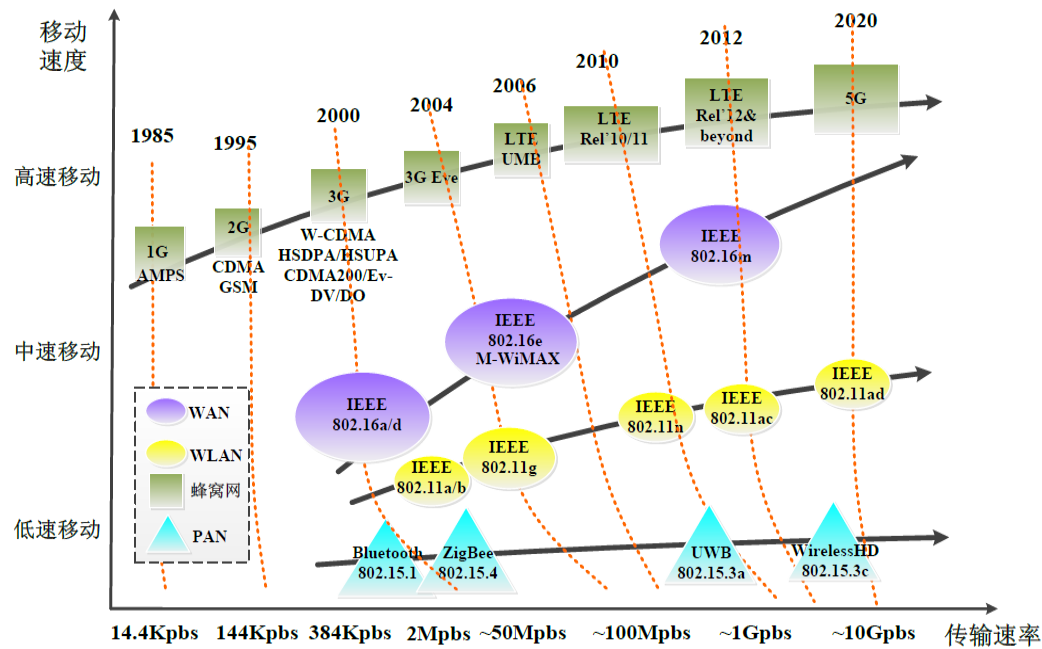 移动
速度
2020
2012
2010
2006
2004
2000
1995
1985
5G
LTE
Rel'12&
beyond
LTE
Rel'10/11
LTE
UMB
3G Eve
3G
W-CDMA
HSDPA/HSUPA
CDMA200/Ev-
DV/DO
2G
CDMA
GSM
1G
AMPS
高速移动
IEEE
802.16m
IEEE
802.16e
M-WiMAX
IEEE
802.16a/d
中速移动
IEEE
802.11ad
IEEE
802.11ac
IEEE
802.11n
IEEE
802.11g
IEEE
802.11a/b
WAN
WLAN
蜂窝网
PAN
低速移动
Bluetooth
802.15.1
ZigBee
802.15.4
UWB
802.15.3a
WirelessHD
802.15.3c
14.4Kpbs
144Kpbs
384Kpbs
2Mpbs
~50Mpbs
~100Mpbs
~1Gpbs
~10Gpbs
传输速率